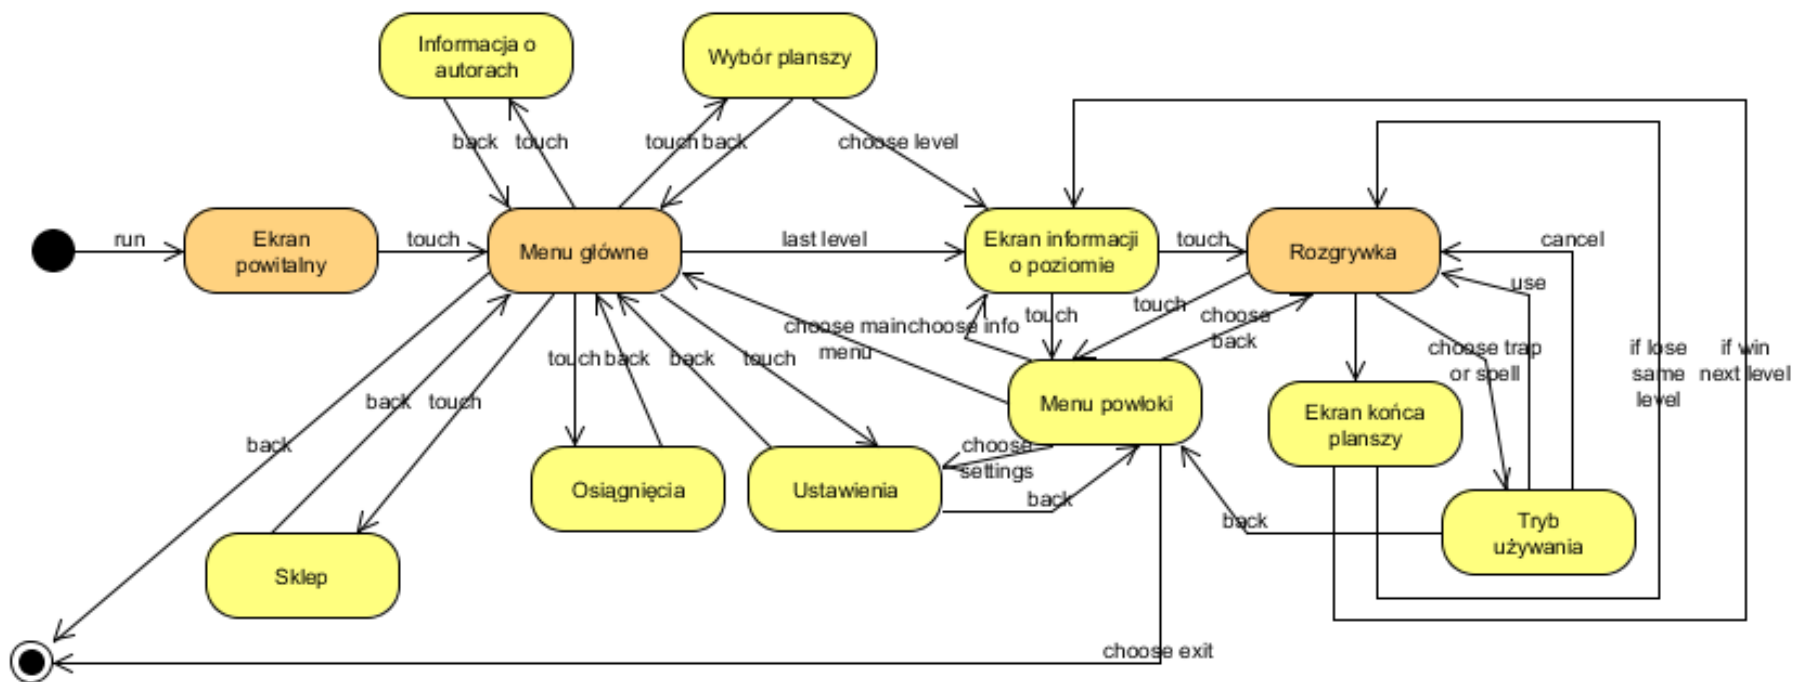 Informacja o
autorach
Wybór planszy
back
touch
touch
back
choose level
run
Ekran
powitalny
touch
Menu główne
last level
Ekran informacji
o poziomie
touch
Rozgrywka
cancel
use
touch
choose
back
touch
choose main
menu
choose info
touch
back
back
touch
choose trap
or spell
if lose
same
level
if win
next level
Menu powłoki
Ekran końca
planszy
back
touch
back
choose
settings
Osiągnięcia
Ustawienia
back
back
Tryb
używania
Sklep
choose exit